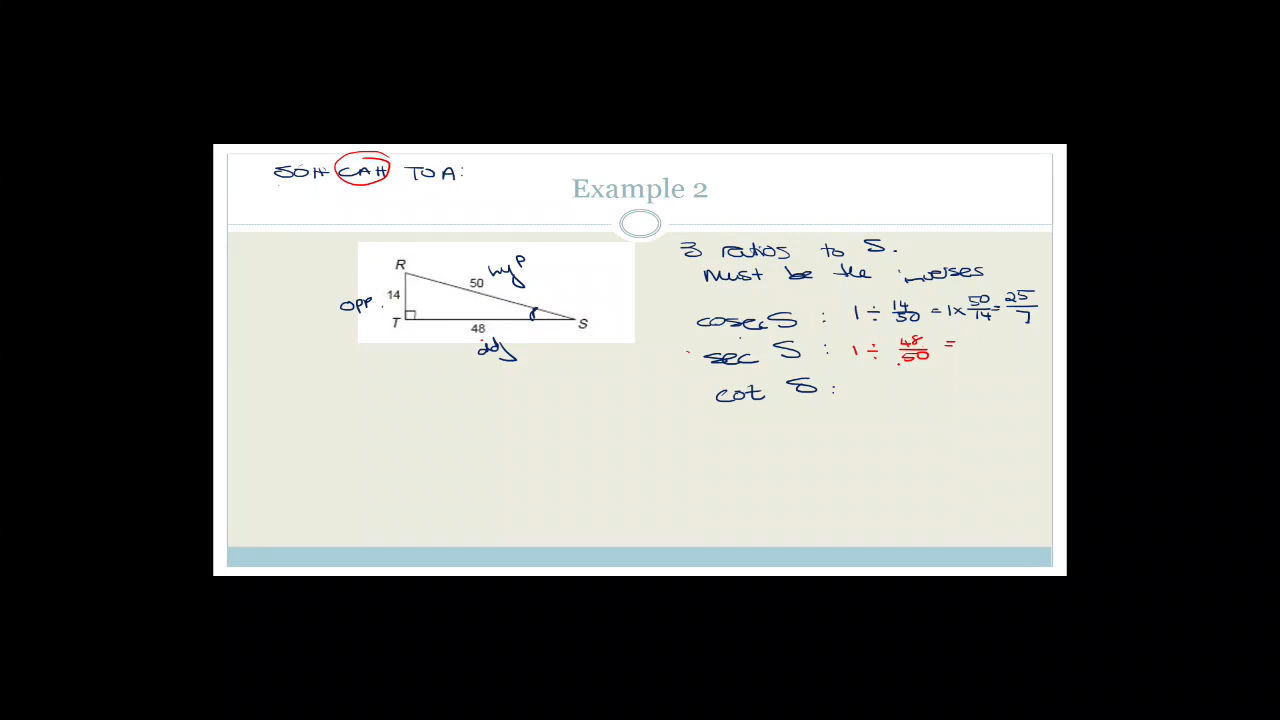 SOH CAH TOA:
Example 2
R
50
hyp
14
opp.
T
48
S
adj
3 ratios to S.
Must be the inverses
cosec S : 1 ÷ 14/50 = 1 × 50/14 = 25/7
sec S : 1 ÷ 48/50 =
cot S :